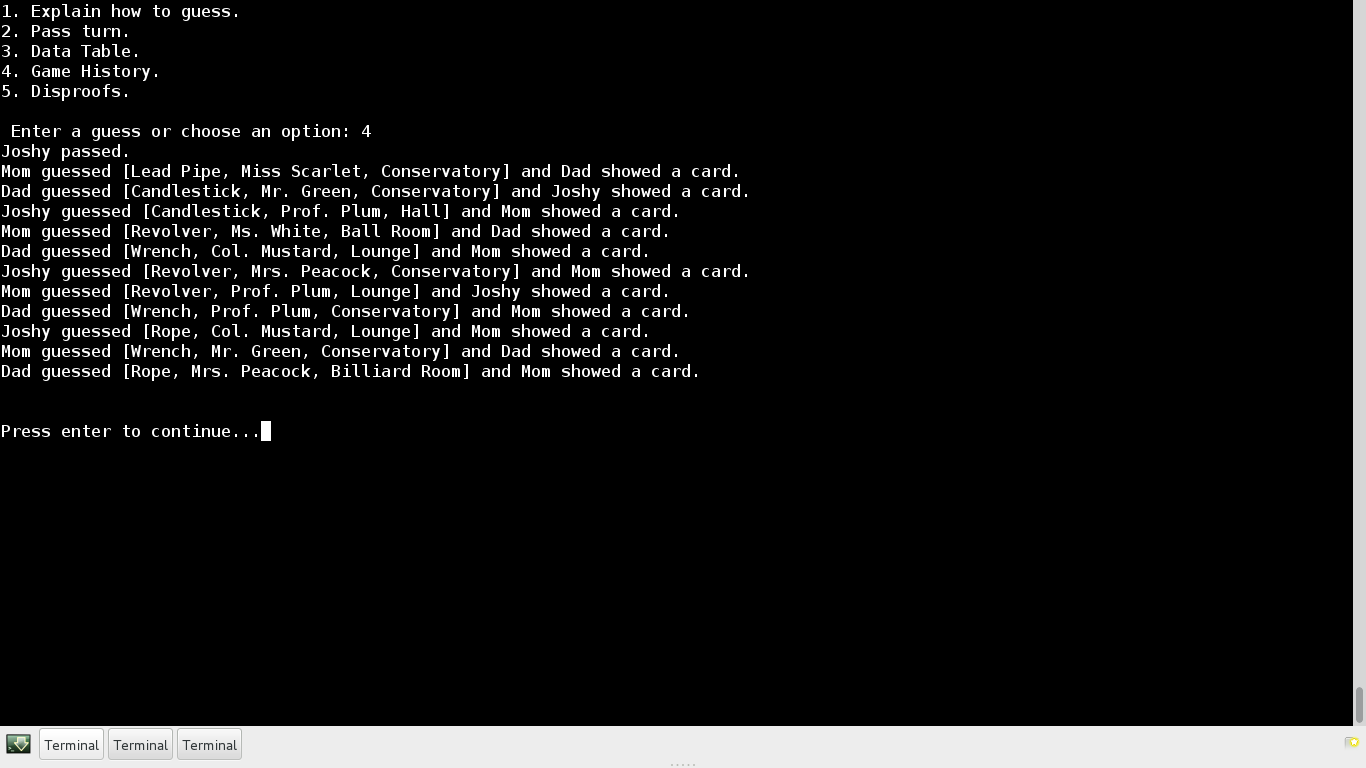 1. Explain how to guess.
2. Pass turn.
3. Data Table.
4. Game History.
5. Disproofs.
Enter a guess or choose an option: 4
Joshy passed.
Mom guessed [Lead Pipe, Miss Scarlet, Conservatory] and Dad showed a card.
Dad guessed [Candlestick, Mr. Green, Conservatory] and Joshy showed a card.
Joshy guessed [Candlestick, Prof. Plum, Hall] and Mom showed a card.
Mom guessed [Revolver, Ms. White, Ball Room] and Dad showed a card.
Dad guessed [Wrench, Col. Mustard, Lounge] and Mom showed a card.
Joshy guessed [Revolver, Mrs. Peacock, Conservatory] and Mom showed a card.
Mom guessed [Revolver, Prof. Plum, Lounge] and Joshy showed a card.
Dad guessed [Wrench, Prof. Plum, Conservatory] and Mom showed a card.
Joshy guessed [Rope, Col. Mustard, Lounge] and Mom showed a card.
Mom guessed [Wrench, Mr. Green, Conservatory] and Dad showed a card.
Dad guessed [Rope, Mrs. Peacock, Billiard Room] and Mom showed a card.
Press enter to continue...
Terminal Terminal Terminal